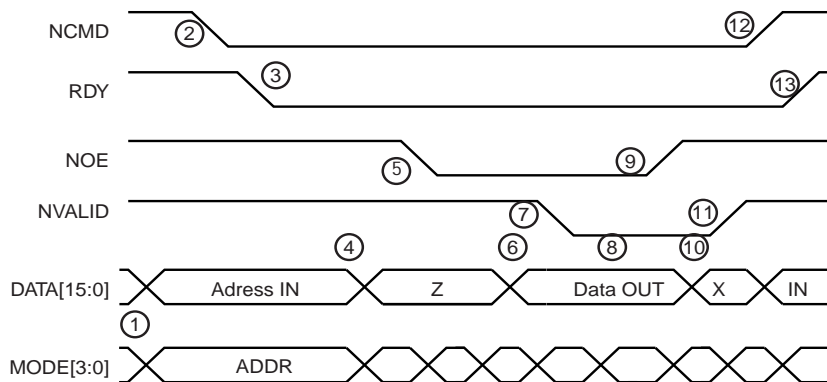 NCMD ② ⑫
RDY ③ ⑬
NOE ⑤ ⑨
NVALID ⑦ ⑪
④ ⑥ ⑧ ⑩
DATA[15:0] Adress IN Z Data OUT X IN
①
MODE[3:0] ADDR